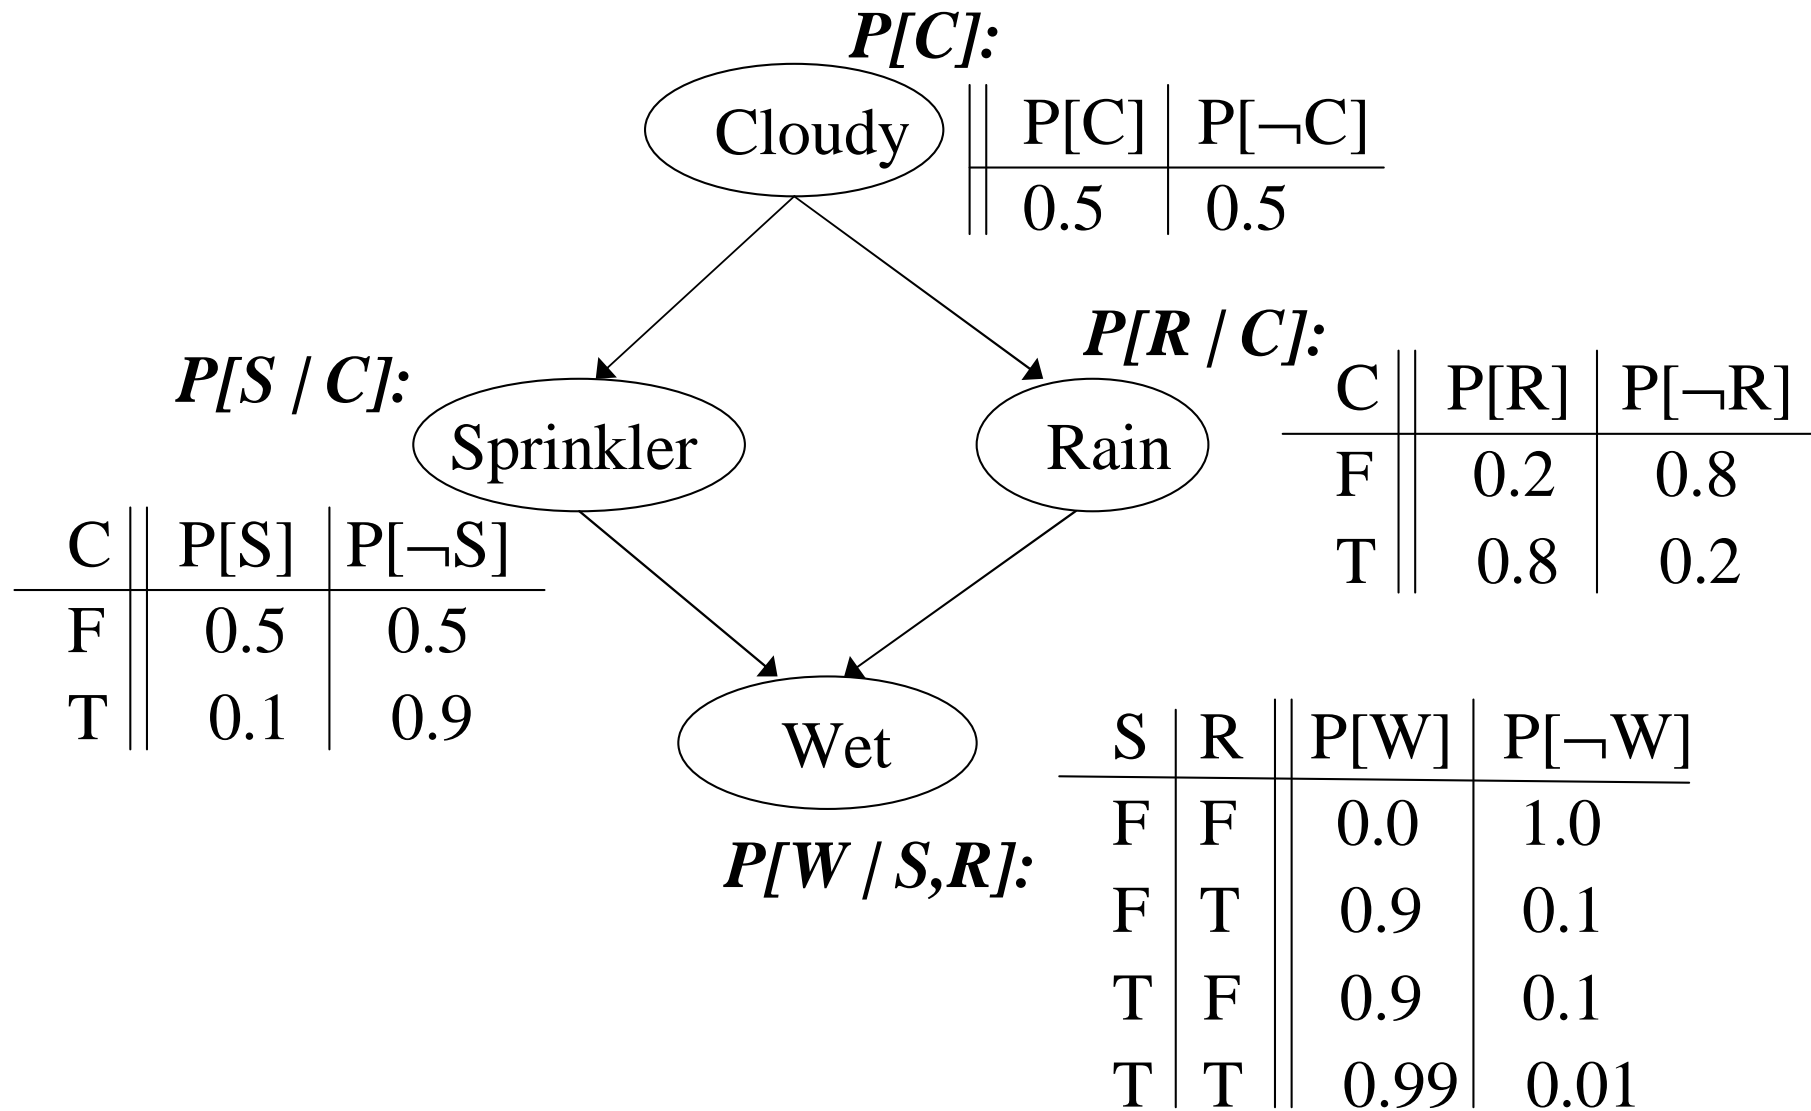 P[C]:
Cloudy
P[C] P[¬C]
0.5 0.5
P[S | C]:
Sprinkler
C P[S] P[¬S]
F 0.5 0.5
T 0.1 0.9
P[R | C]:
Rain
C P[R] P[¬R]
F 0.2 0.8
T 0.8 0.2
Wet
P[W | S,R]:
S R P[W] P[¬W]
F F 0.0 1.0
F T 0.9 0.1
T F 0.9 0.1
T T 0.99 0.01